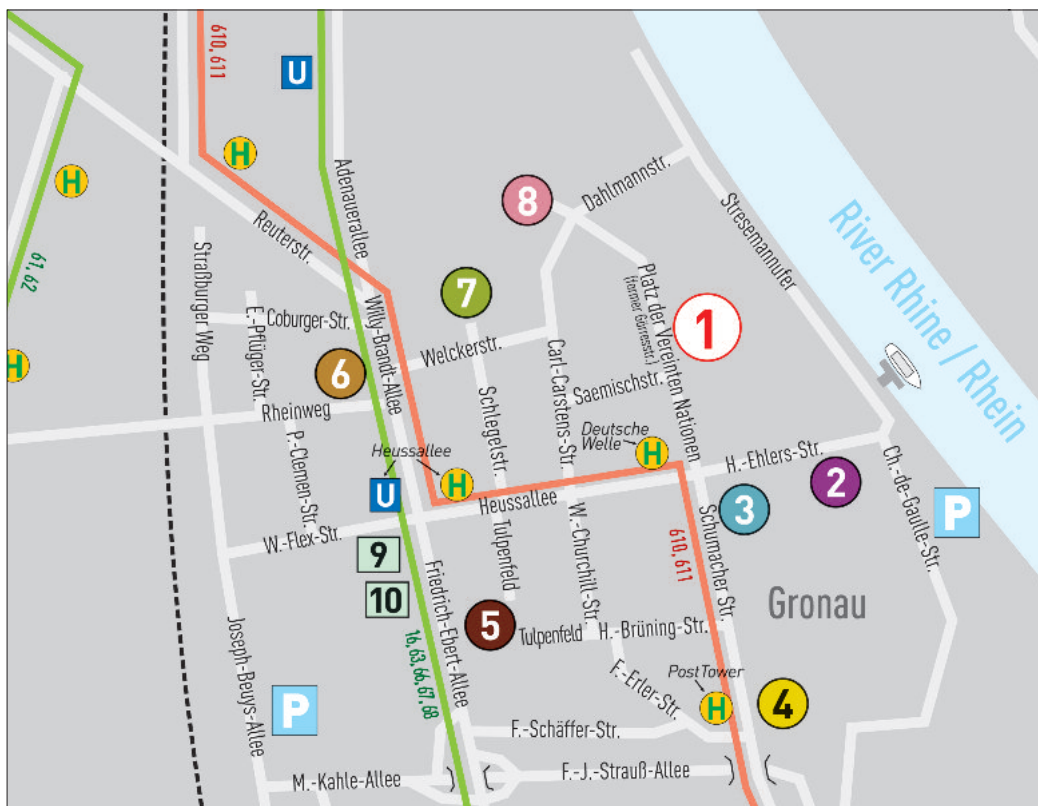 610, 611
U
H
H
61, 62
H
Adenauerallee
Reuterstr.
Straßburger Weg
E.-Pflüger-Str.
Coburger-Str.
Willy-Brandt-Allee
8
Dahlmannstr.
Stresemannufer
River Rhine / Rhein
7
Welckerstr.
Platz der Vereinten Nationen
(former Görresstr.)
1
6
Rheinweg
Carl-Carstens-Str.
Saemischstr.
Schlegelstr.
P.-Clemen-Str.
Heussallee
U
H
Deutsche
Welle
H
H.-Ehlers-Str.
2
Ch.-de-Gaulle-Str.
P
3
Heussallee
W.-Flex-Str.
9
10
Tulpenfeld
W.-Churchill-Str.
610, 611
Schumacher Str.
Gronau
Friedrich-Ebert-Allee
16, 63, 66, 67, 68
5
Tulpenfeld
H.-Brüning-Str.
Joseph-Beuys-Allee
P
F.-Erler-Str.
PostTower
H
4
F.-Schäffer-Str.
M.-Kahle-Allee
F.-J.-Strauß-Allee